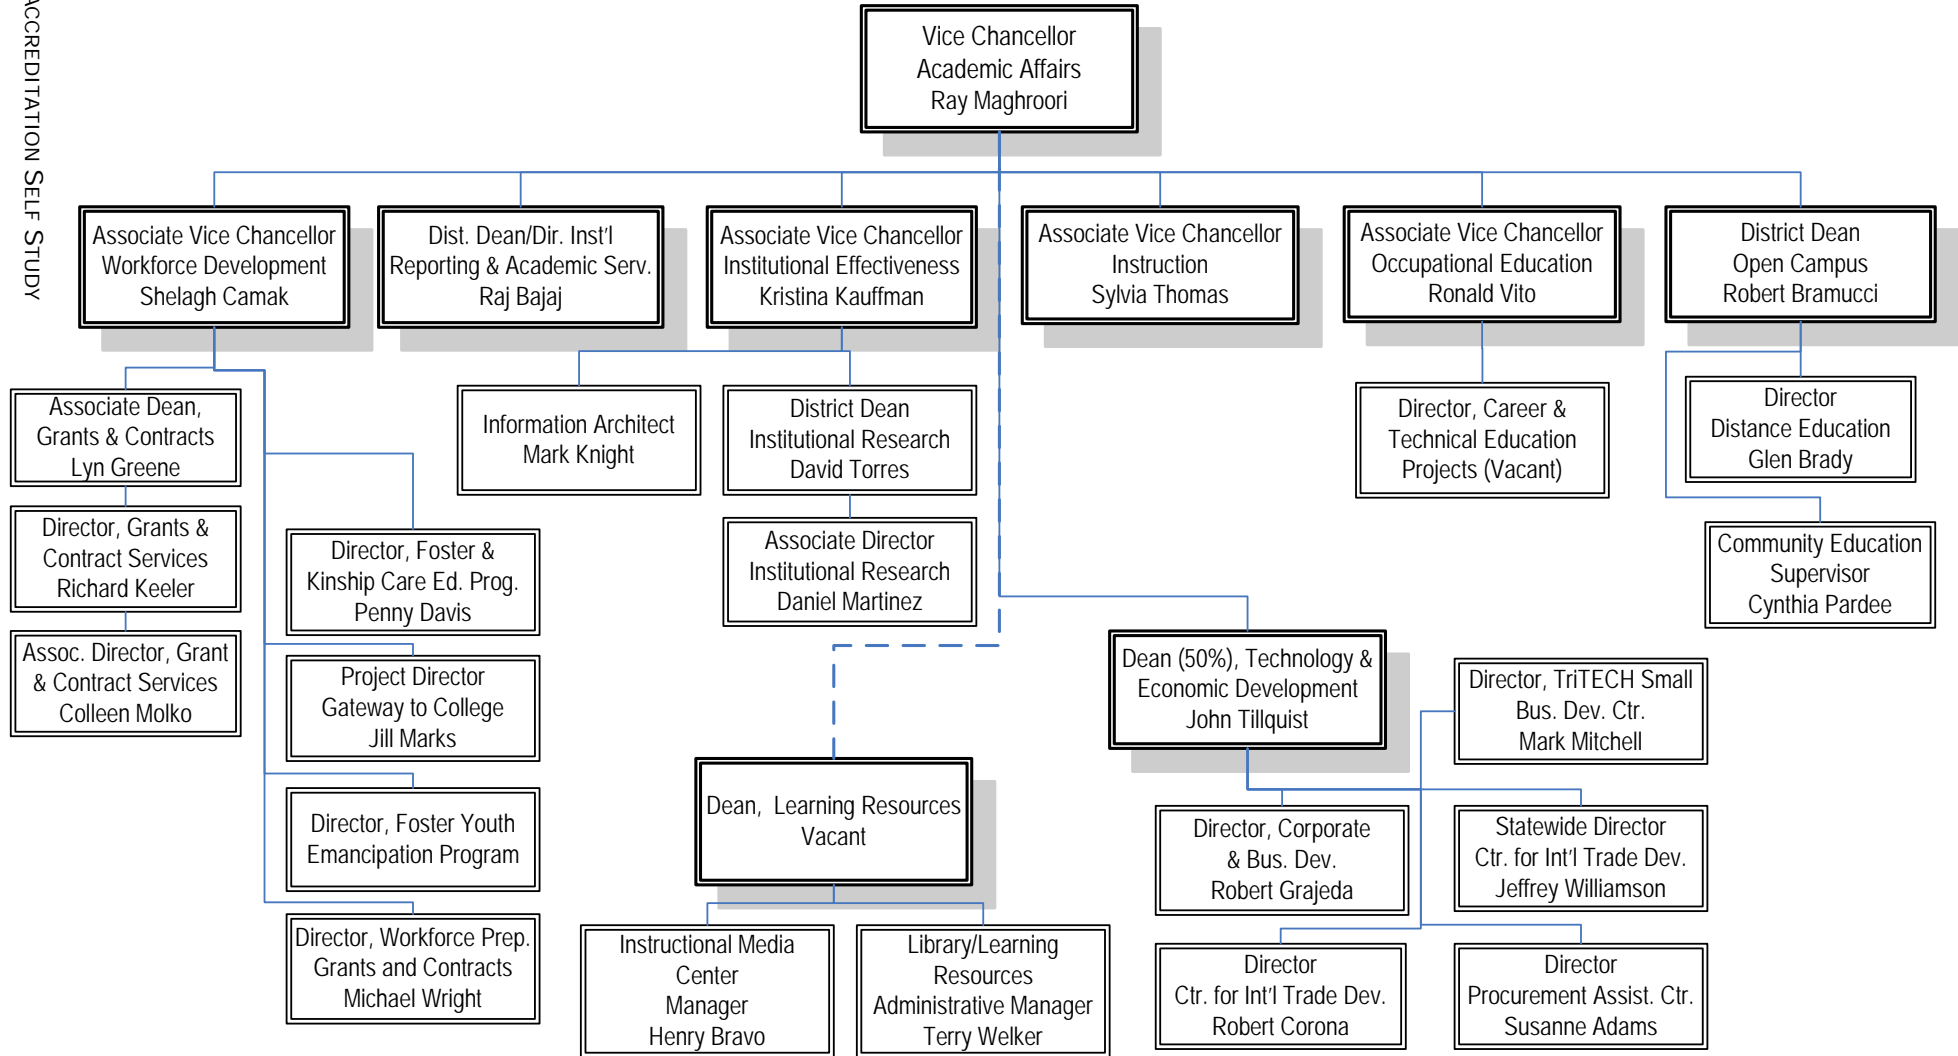 ACCREDITATION SELF STUDY
Vice Chancellor
Academic Affairs
Ray Maghroori
Associate Vice Chancellor
Workforce Development
Shelagh Camak
Dist. Dean/Dir. Inst'l
Reporting & Academic Serv.
Raj Bajaj
Associate Vice Chancellor
Institutional Effectiveness
Kristina Kauffman
Associate Vice Chancellor
Instruction
Sylvia Thomas
Associate Vice Chancellor
Occupational Education
Ronald Vito
District Dean
Open Campus
Robert Bramucci
Associate Dean,
Grants & Contracts
Lyn Greene
Director, Grants &
Contract Services
Richard Keeler
Assoc. Director, Grant
& Contract Services
Colleen Molko
Director, Foster &
Kinship Care Ed. Prog.
Penny Davis
Project Director
Gateway to College
Jill Marks
Director, Foster Youth
Emancipation Program
Director, Workforce Prep.
Grants and Contracts
Michael Wright
Information Architect
Mark Knight
District Dean
Institutional Research
David Torres
Associate Director
Institutional Research
Daniel Martinez
Director, Career &
Technical Education
Projects (Vacant)
Director
Distance Education
Glen Brady
Community Education
Supervisor
Cynthia Pardee
Dean, Learning Resources
Vacant
Instructional Media
Center
Manager
Henry Bravo
Library/Learning
Resources
Administrative Manager
Terry Welker
Dean (50%), Technology &
Economic Development
John Tillquist
Director, TriTECH Small
Bus. Dev. Ctr.
Mark Mitchell
Director, Corporate
& Bus. Dev.
Robert Grajeda
Statewide Director
Ctr. for Int'l Trade Dev.
Jeffrey Williamson
Director
Ctr. for Int'l Trade Dev.
Robert Corona
Director
Procurement Assist. Ctr.
Susanne Adams